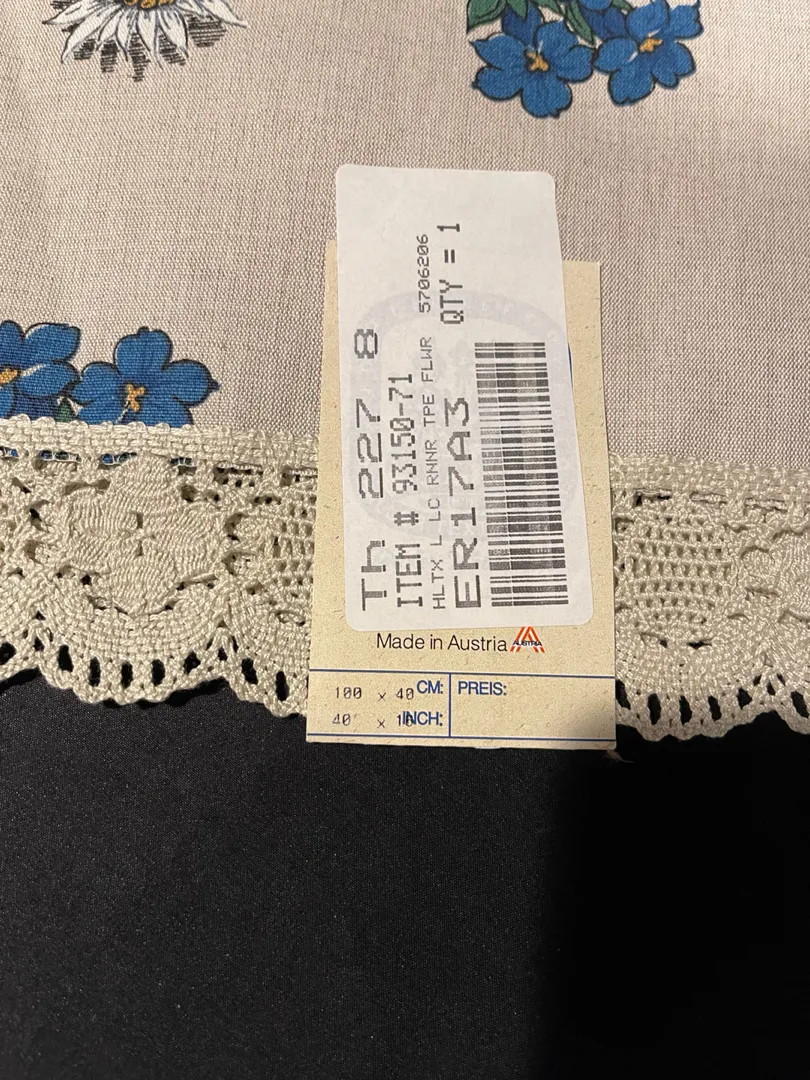 Th 227 8
ITEM # 93150-71
HLTX L LC RNNR TPE FLWR 5706206
ER17A3 QTY = 1
Made in Austria AUSTRIA
100 x 40 CM: PREIS:
40" x 16 INCH: